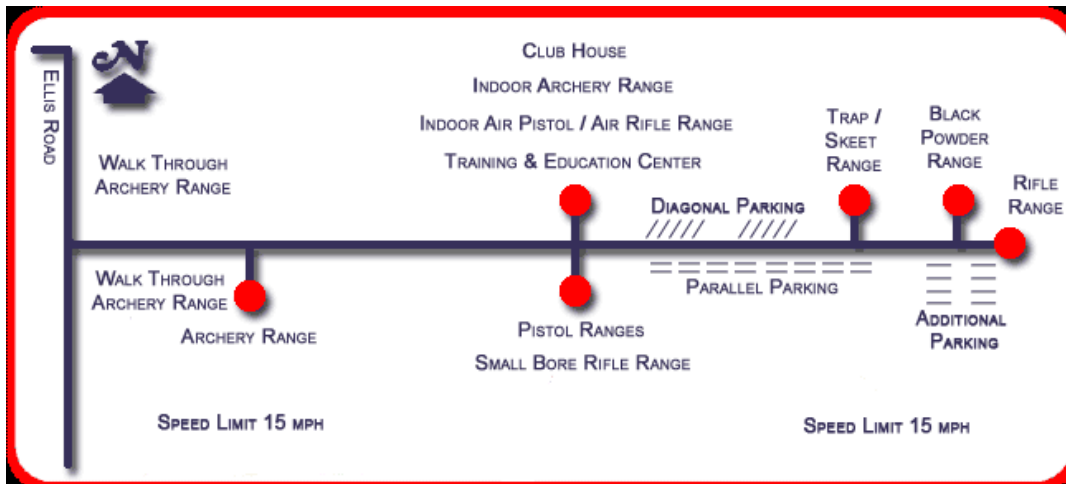 N
Ellis Road
Club House
Indoor Archery Range
Indoor Air Pistol / Air Rifle Range
Training & Education Center
Walk Through
Archery Range
Diagonal Parking
Trap /
Skeet
Range
Black
Powder
Range
Rifle
Range
Walk Through
Archery Range
Archery Range
Pistol Ranges
Small Bore Rifle Range
Parallel Parking
Additional
Parking
Speed Limit 15 mph
Speed Limit 15 mph